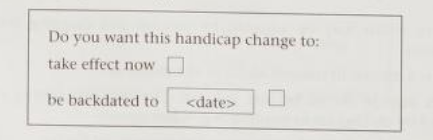 Do you want this handicap change to:
take effect now
be backdated to <date>